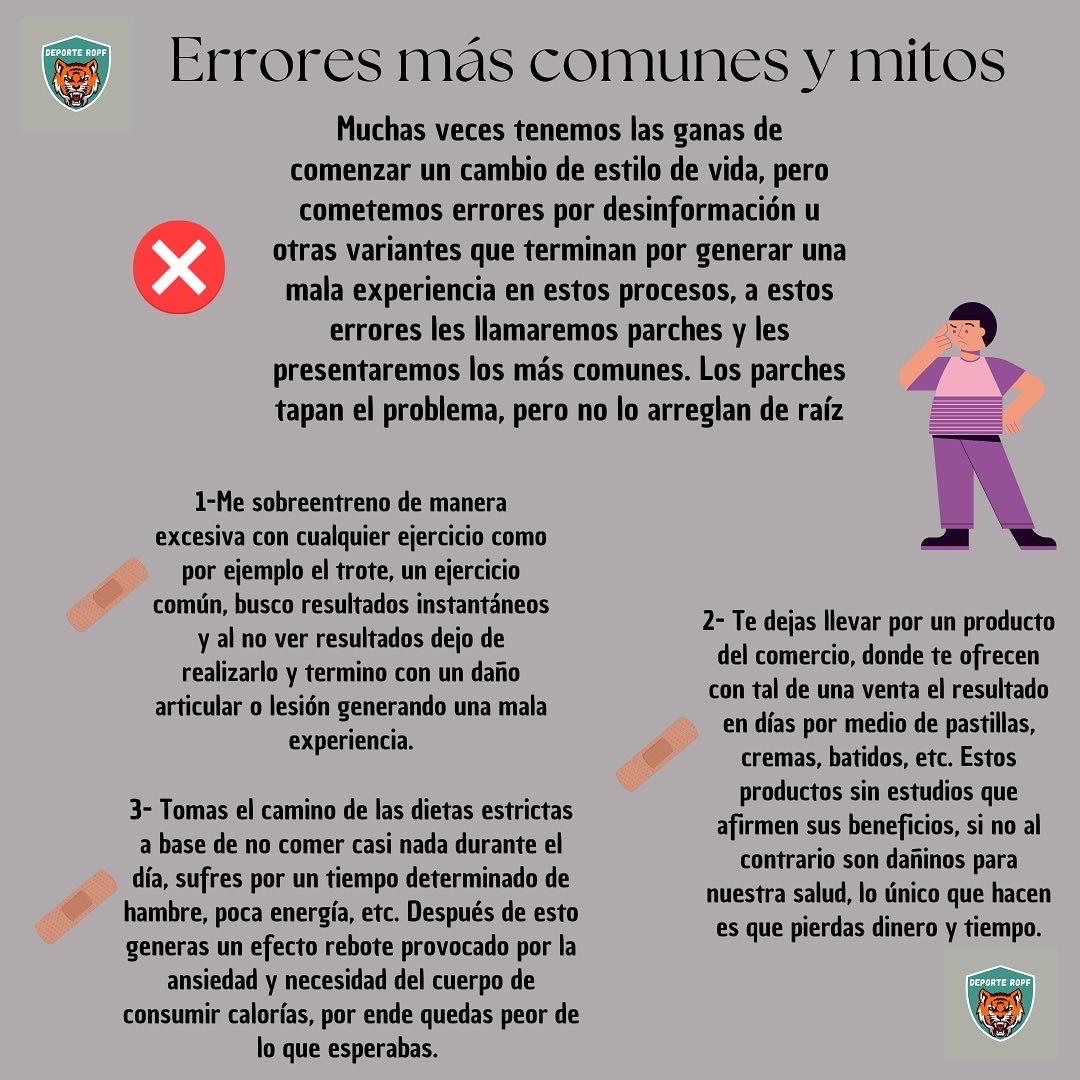 DEPORTE ROPF
Errores más comunes y mitos
Muchas veces tenemos las ganas de
comenzar un cambio de estilo de vida, pero
cometemos errores por desinformación u
otras variantes que terminan por generar una
mala experiencia en estos procesos, a estos
errores les llamaremos parches y les
presentaremos los más comunes. Los parches
tapan el problema, pero no lo arreglan de raíz
1-Me sobreentreno de manera
excesiva con cualquier ejercicio como
por ejemplo el trote, un ejercicio
común, busco resultados instantáneos
y al no ver resultados dejo de
realizarlo y termino con un daño
articular o lesión generando una mala
experiencia.
2- Te dejas llevar por un producto
del comercio, donde te ofrecen
con tal de una venta el resultado
en días por medio de pastillas,
cremas, batidos, etc. Estos
productos sin estudios que
afirmen sus beneficios, si no al
contrario son dañinos para
nuestra salud, lo único que hacen
es que pierdas dinero y tiempo.
3- Tomas el camino de las dietas estrictas
a base de no comer casi nada durante el
día, sufres por un tiempo determinado de
hambre, poca energía, etc. Después de esto
generas un efecto rebote provocado por la
ansiedad y necesidad del cuerpo de
consumir calorías, por ende quedas peor de
lo que esperabas.
DEPORTE ROPF